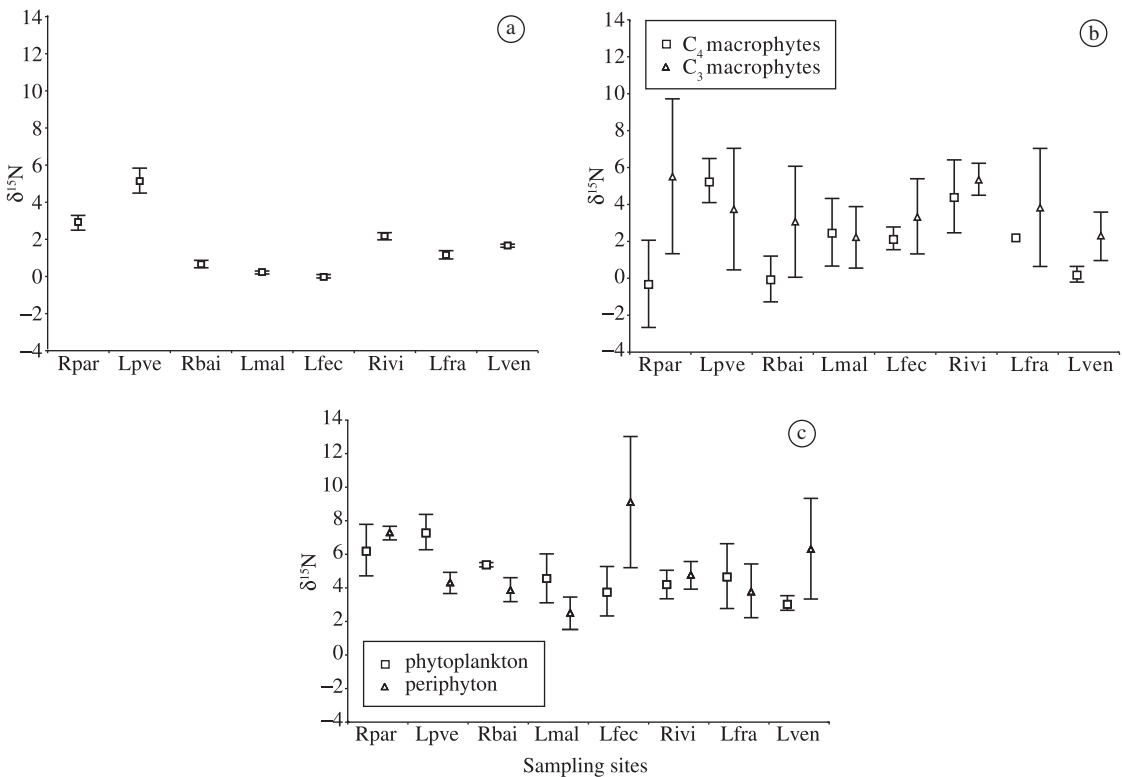 a
14
12
10
8
6
4
2
0
−2
−4
δ¹⁵N
Rpar Lpve Rbai Lmal Lfec Rivi Lfra Lven
b
C₄ macrophytes
C₃ macrophytes
14
12
10
8
6
4
2
0
−2
−4
δ¹⁵N
Rpar Lpve Rbai Lmal Lfec Rivi Lfra Lven
c
14
12
10
8
6
4
2
0
−2
−4
δ¹⁵N
phytoplankton
periphyton
Rpar Lpve Rbai Lmal Lfec Rivi Lfra Lven
Sampling sites